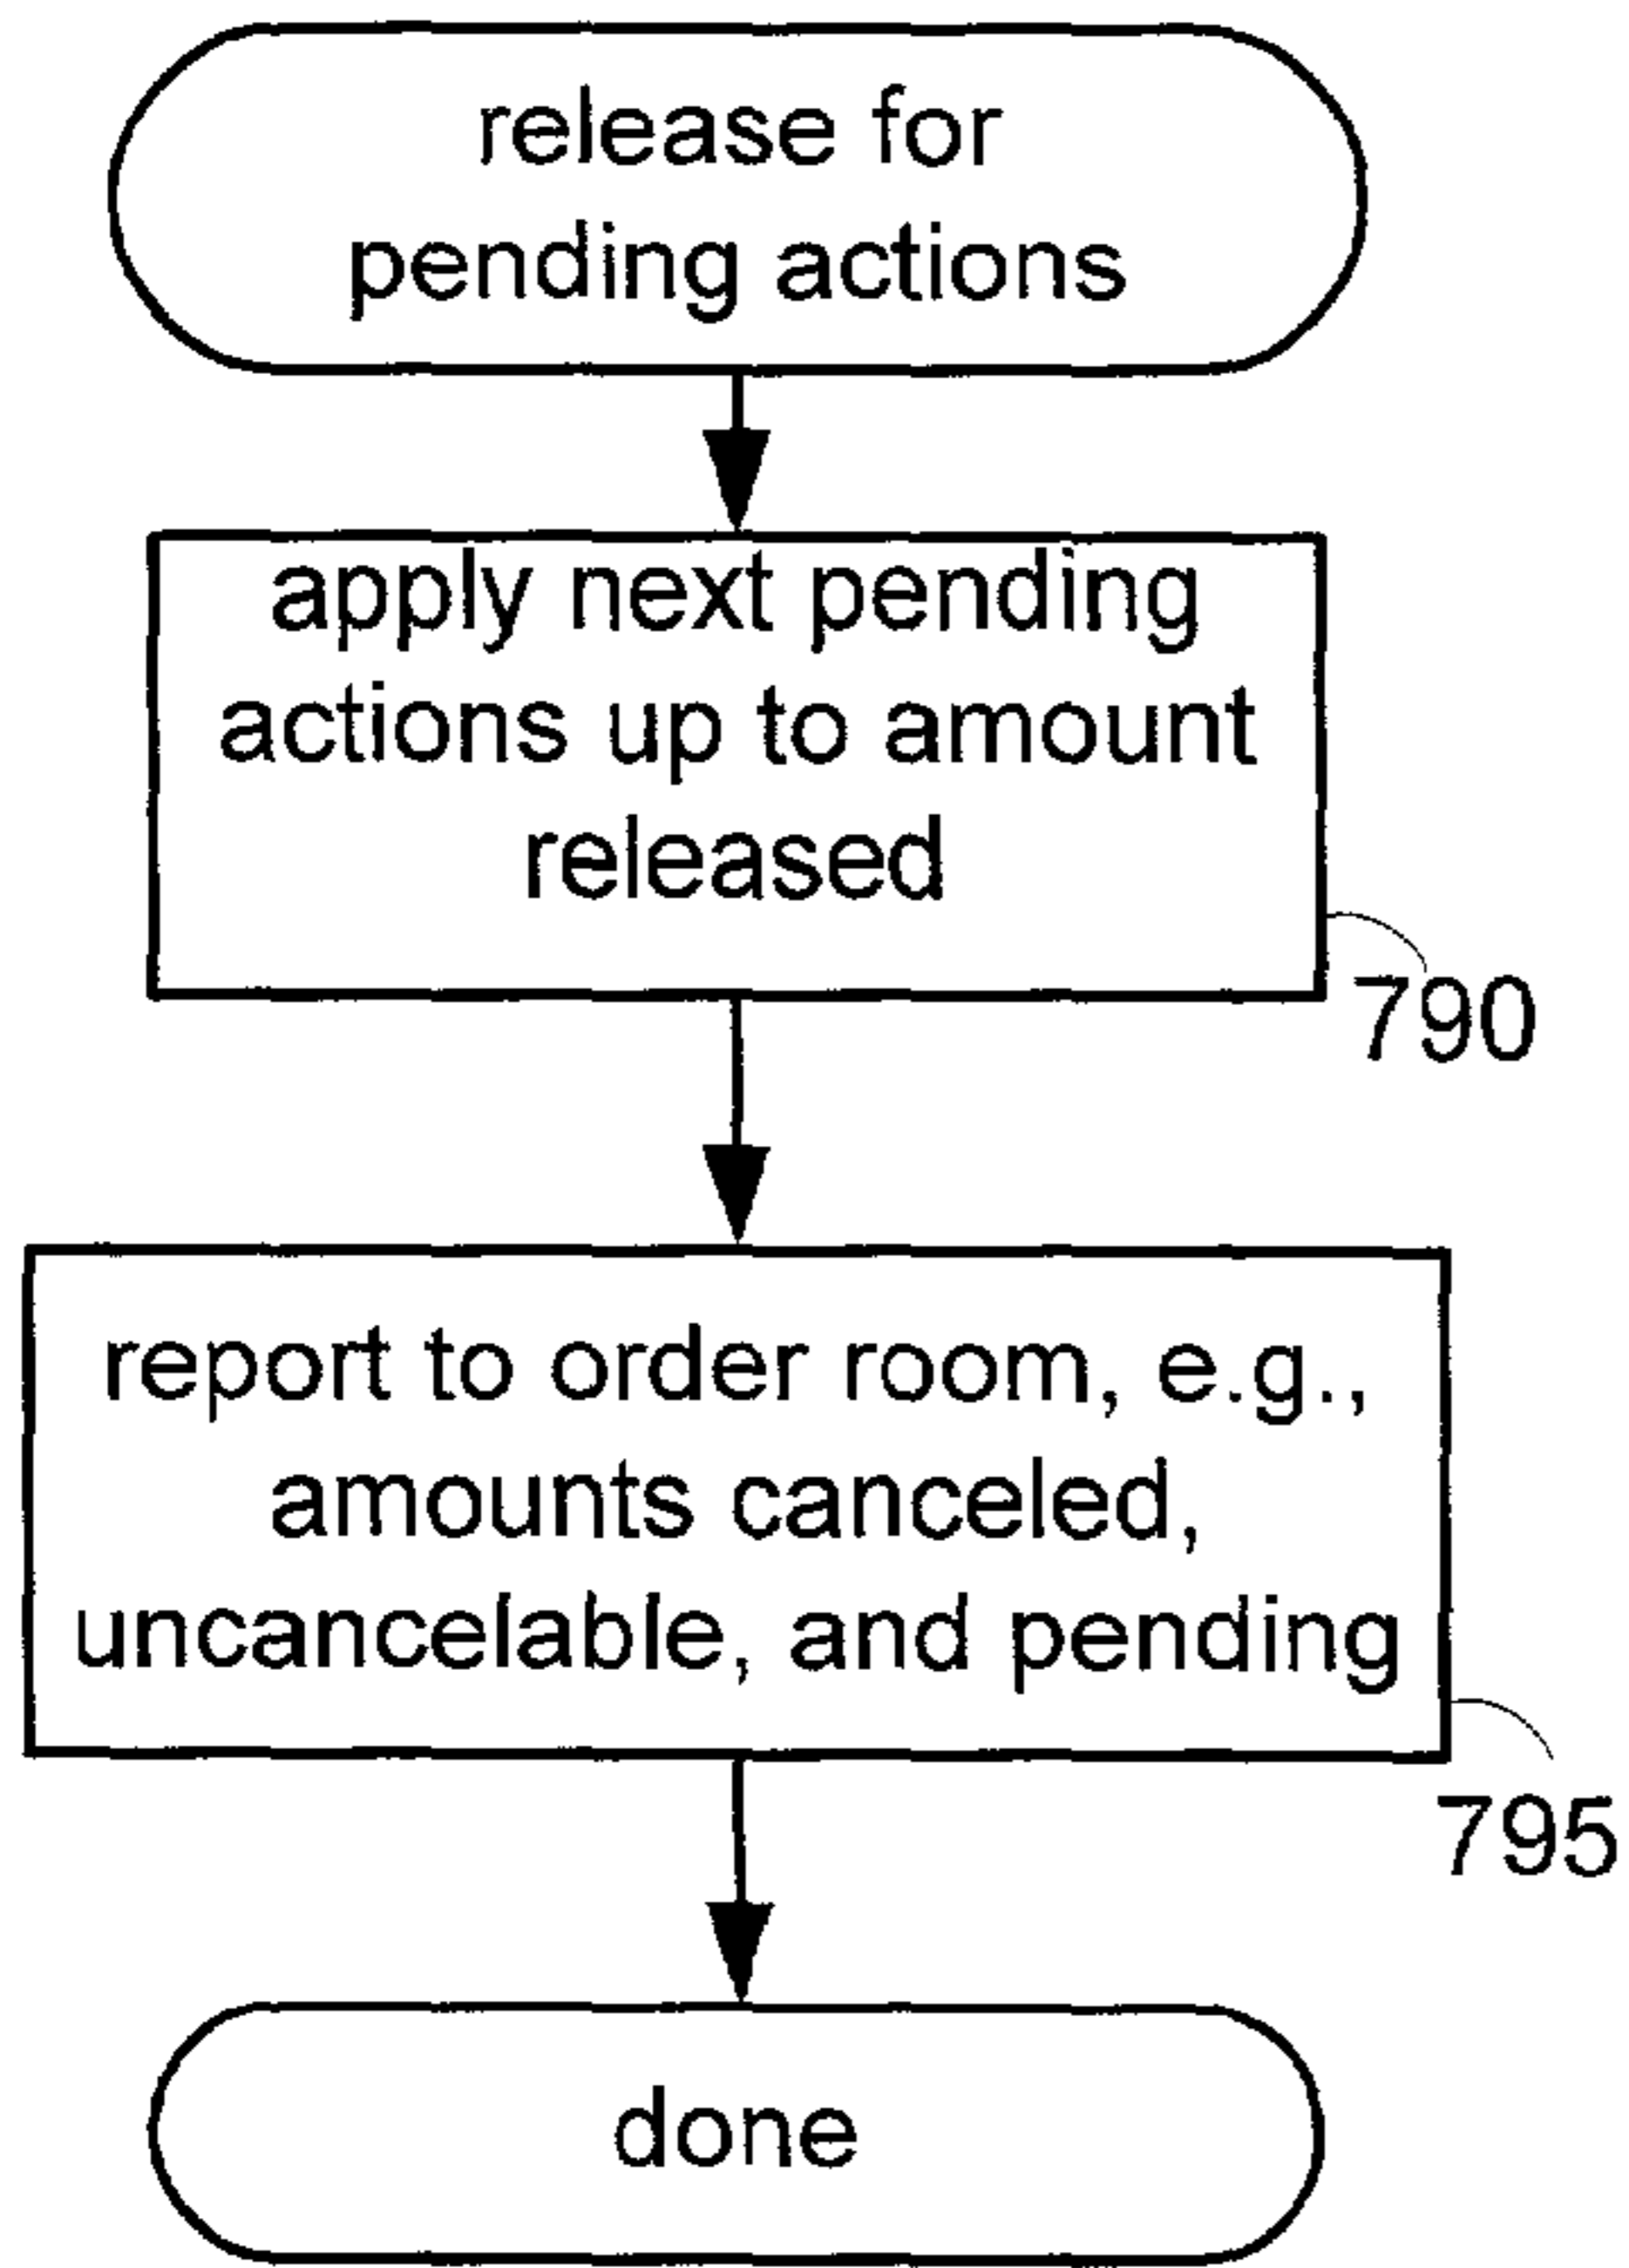 release for
pending actions
apply next pending
actions up to amount
released
790
report to order room, e.g.,
amounts canceled,
uncancelable, and pending
795
done